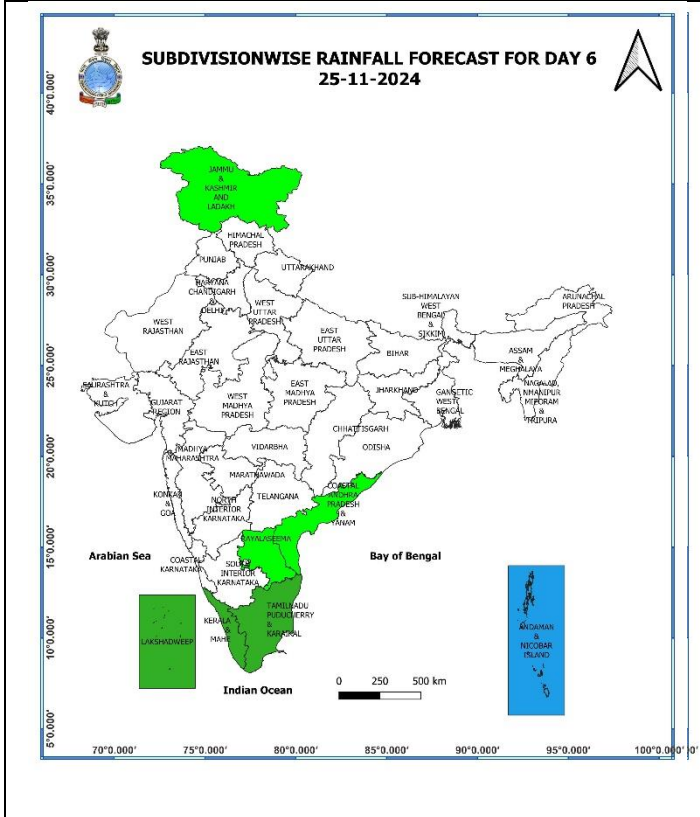 SUBDIVISIONWISE RAINFALL FORECAST FOR DAY 6
25-11-2024
40°0.000'
35°0.000'
30°0.000'
25°0.000'
20°0.000'
15°0.000'
10°0.000'
5°0.000'
JAMMU
&
KASHMIR
AND
LADAKH
HIMACHAL
PRADESH
PUNJAB
UTTARAKHAND
HARYANA
CHANDIGARH
&
DELHI
WEST
UTTAR
PRADESH
SUB-HIMALAYAN
WEST
BENGAL
&
SIKKIM
ARUNACHAL
PRADESH
WEST
RAJASTHAN
EAST
RAJASTHAN
EAST
UTTAR
PRADESH
BIHAR
ASSAM
&
MEGHALAYA
NAGALAD,
MANIPUR
MIZORAM
&
TRIPURA
SAURASHTRA
&
KUTCH
GUJARAT
REGION
WEST
MADHYA
PRADESH
EAST
MADHYA
PRADESH
JHARKHAND
GANGETIC
WEST
BENGAL
CHHATTISGARH
ODISHA
MADHYA
MAHARASHTRA
VIDARBHA
MARATHAWADA
TELANGANA
KONKAN
&
GOA
NORTH
INTERIOR
KARNATAKA
COASTAL
ANDHRA
PRADESH
&
YANAM
RAYALASEEMA
Arabian Sea
Bay of Bengal
COASTAL
KARNATAKA
SOUTH
INTERIOR
KARNATAKA
TAMILNADU
PUDUCHERRY
&
KARAIKAL
KERALA
&
MAHE
LAKSHADWEEP
ANDAMAN
&
NICOBAR
ISLAND
Indian Ocean
0 250 500 km
70°0.000' 75°0.000' 80°0.000' 85°0.000' 90°0.000' 95°0.000' 100°0.000'